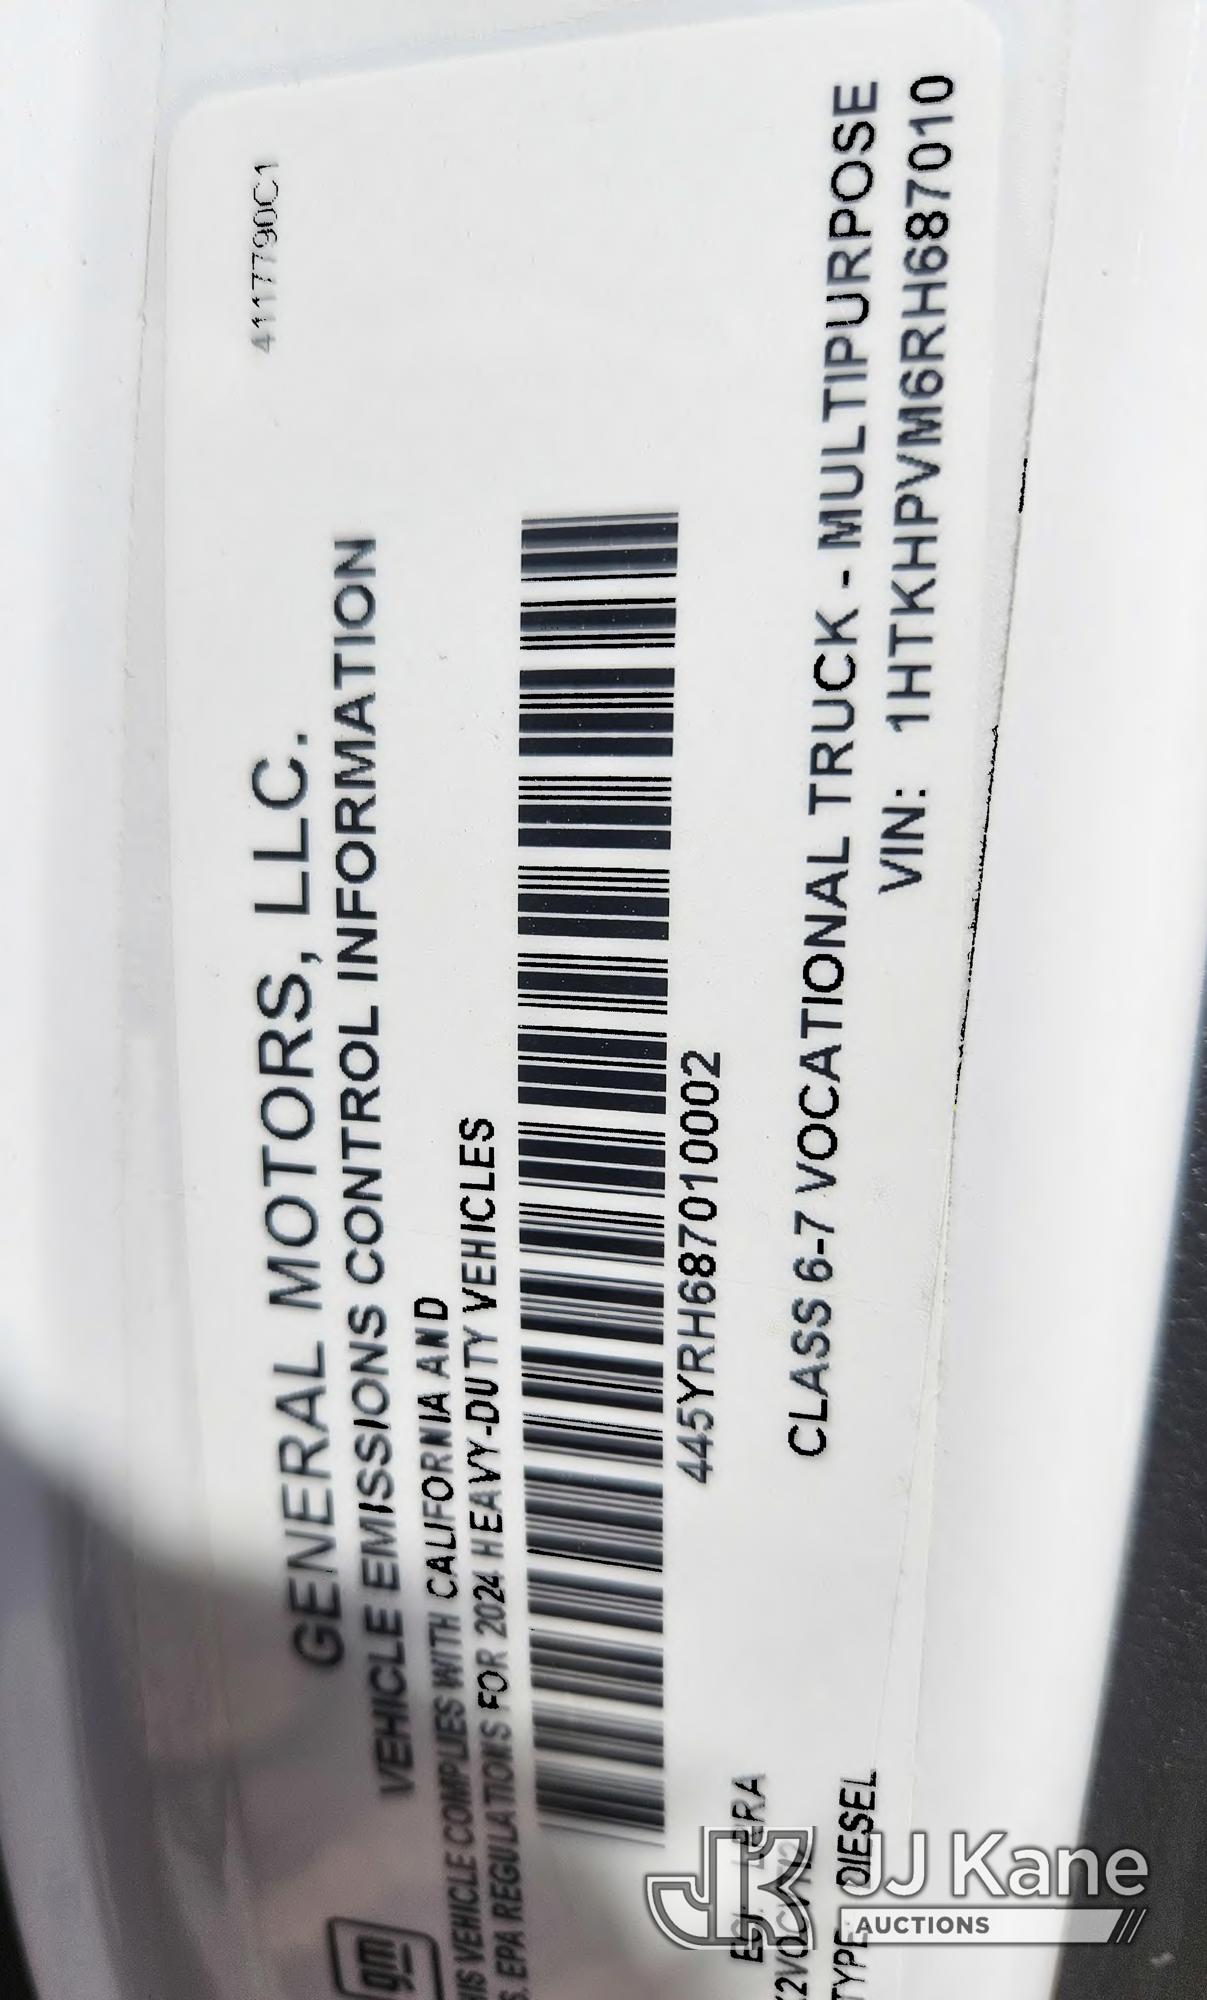 4117790C1
GENERAL MOTORS, LLC.
VEHICLE EMISSIONS CONTROL INFORMATION
gm
VEHICLE COMPLIES WITH CALIFORNIA AND
EPA REGULATIONS FOR 2024 HEAVY-DUTY VEHICLES
445YRH687010002
CLASS 6-7 VOCATIONAL TRUCK - MULTIPURPOSE
VIN: 1HTKHPVM6RH687010
TYPE: DIESEL
JJ Kane
AUCTIONS